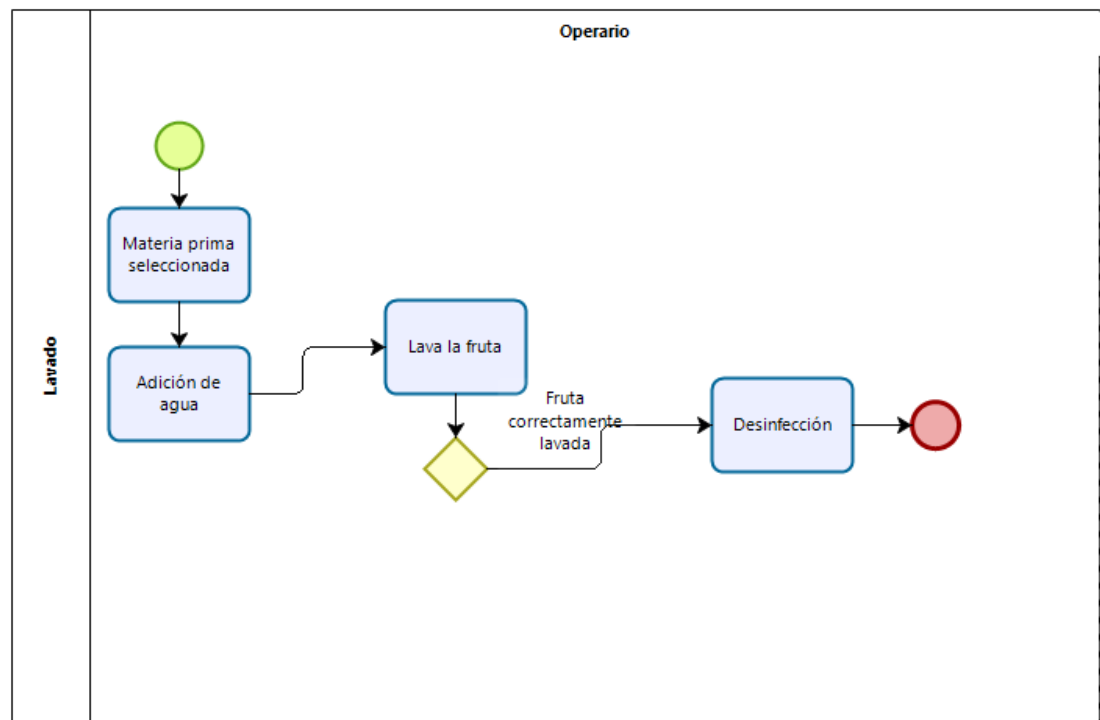 Operario
Lavado
Materia prima
seleccionada
Adición de
agua
Lava la fruta
Fruta
correctamente
lavada
Desinfección